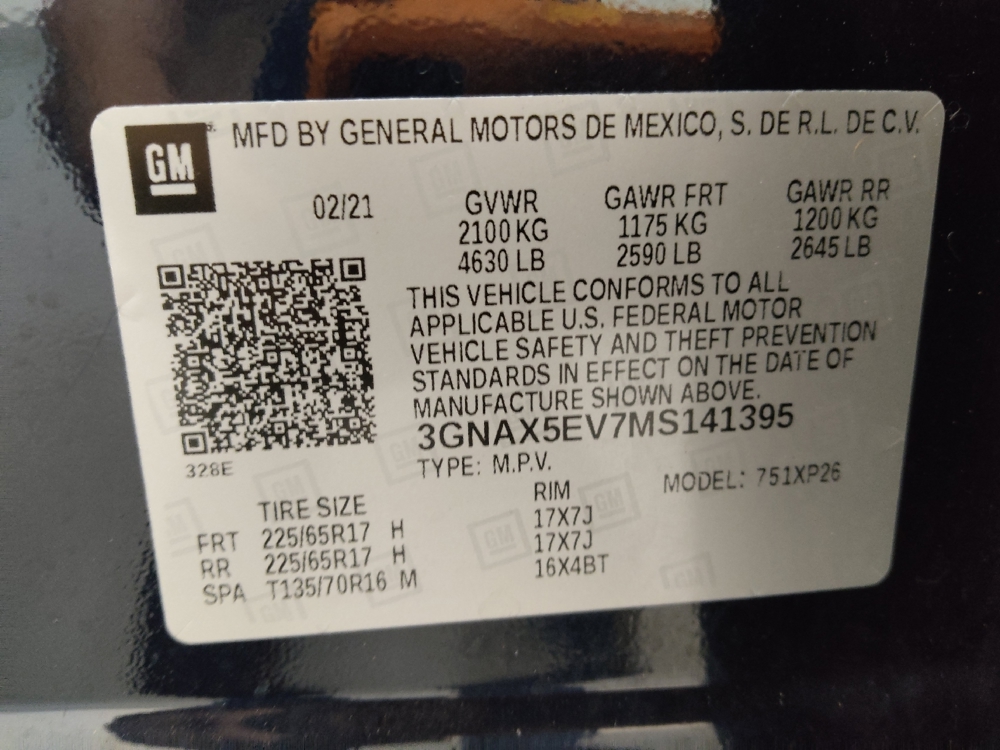 GM
MFD BY GENERAL MOTORS DE MEXICO, S. DE R.L. DE C.V.
02/21
GVWR GAWR FRT GAWR RR
2100 KG 1175 KG 1200 KG
4630 LB 2590 LB 2645 LB
THIS VEHICLE CONFORMS TO ALL
APPLICABLE U.S. FEDERAL MOTOR
VEHICLE SAFETY AND THEFT PREVENTION
STANDARDS IN EFFECT ON THE DATE OF
MANUFACTURE SHOWN ABOVE.
3GNAX5EV7MS141395
328E
TYPE: M.P.V. MODEL: 751XP26
TIRE SIZE RIM
FRT 225/65R17 H 17X7J
RR 225/65R17 H 17X7J
SPA T135/70R16 M 16X4BT